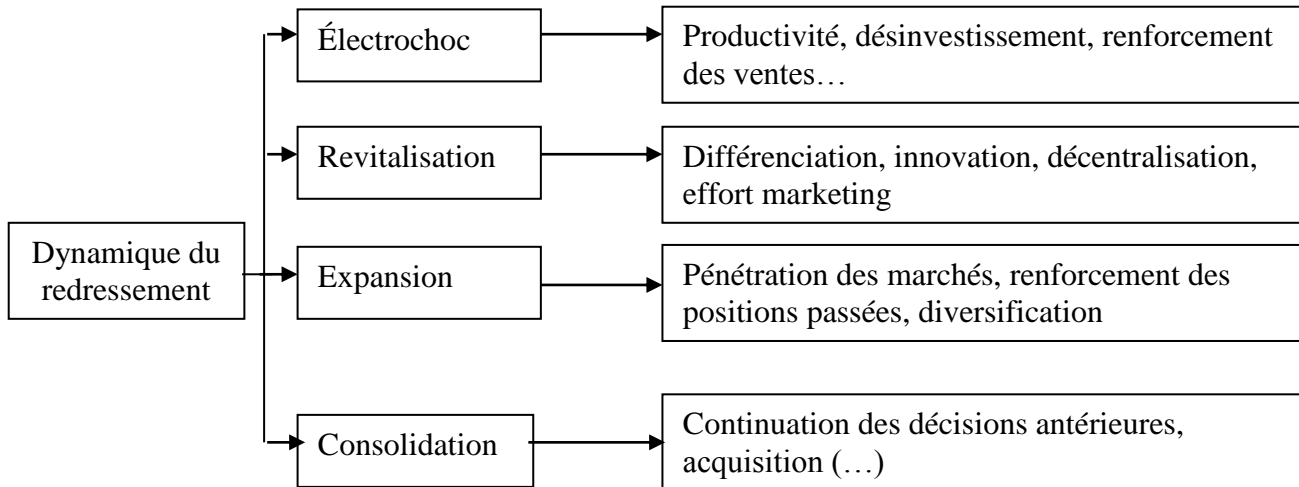 Électrochoc
Productivité, désinvestissement, renforcement
des ventes…
Revitalisation
Différenciation, innovation, décentralisation,
effort marketing
Dynamique du
redressement
Expansion
Pénétration des marchés, renforcement des
positions passées, diversification
Consolidation
Continuation des décisions antérieures,
acquisition (…)